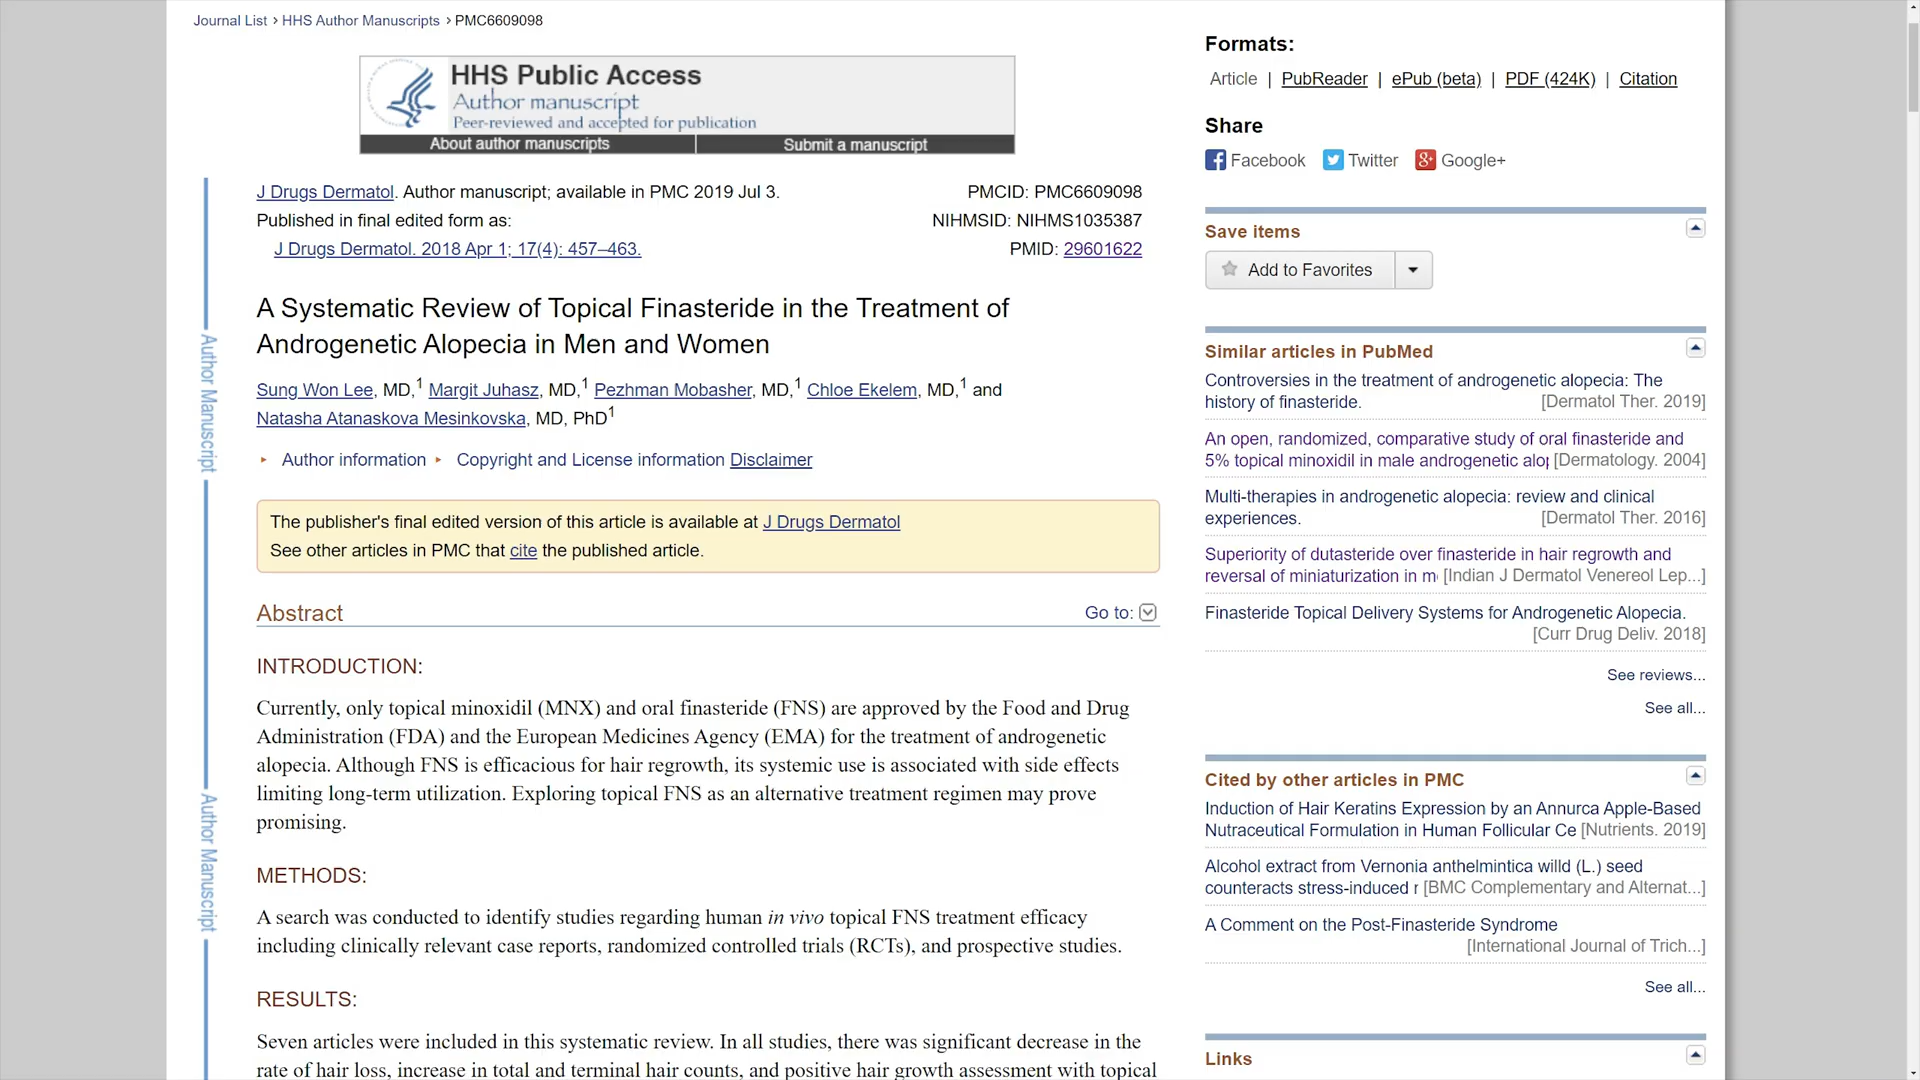 Journal List › HHS Author Manuscripts › PMC6609098
HHS Public Access
Author manuscript
Peer-reviewed and accepted for publication
About author manuscripts
Submit a manuscript
J Drugs Dermatol. Author manuscript; available in PMC 2019 Jul 3.
Published in final edited form as:
J Drugs Dermatol. 2018 Apr 1; 17(4): 457–463.
PMCID: PMC6609098
NIHMSID: NIHMS1035387
PMID: 29601622
A Systematic Review of Topical Finasteride in the Treatment of
Androgenetic Alopecia in Men and Women
Sung Won Lee, MD,1 Margit Juhasz, MD,1 Pezhman Mobasher, MD,1 Chloe Ekelem, MD,1 and
Natasha Atanaskova Mesinkovska, MD, PhD1
Author information
Copyright and License information Disclaimer
The publisher's final edited version of this article is available at J Drugs Dermatol
See other articles in PMC that cite the published article.
Abstract
Go to:
INTRODUCTION:
Currently, only topical minoxidil (MNX) and oral finasteride (FNS) are approved by the Food and Drug
Administration (FDA) and the European Medicines Agency (EMA) for the treatment of androgenetic
alopecia. Although FNS is efficacious for hair regrowth, its systemic use is associated with side effects
limiting long-term utilization. Exploring topical FNS as an alternative treatment regimen may prove
promising.
METHODS:
A search was conducted to identify studies regarding human in vivo topical FNS treatment efficacy
including clinically relevant case reports, randomized controlled trials (RCTs), and prospective studies.
RESULTS:
Seven articles were included in this systematic review. In all studies, there was significant decrease in the
rate of hair loss, increase in total and terminal hair counts, and positive hair growth assessment with topical
Author Manuscript
Author Manuscript
Formats:
Article | PubReader | ePub (beta) | PDF (424K) | Citation
Share
Facebook Twitter Google+
Save items
Add to Favorites
Similar articles in PubMed
Controversies in the treatment of androgenetic alopecia: The
history of finasteride. [Dermatol Ther. 2019]
An open, randomized, comparative study of oral finasteride and
5% topical minoxidil in male androgenetic alo [Dermatology. 2004]
Multi-therapies in androgenetic alopecia: review and clinical
experiences. [Dermatol Ther. 2016]
Superiority of dutasteride over finasteride in hair regrowth and
reversal of miniaturization in m [Indian J Dermatol Venereol Lep...]
Finasteride Topical Delivery Systems for Androgenetic Alopecia.
[Curr Drug Deliv. 2018]
See reviews...
See all...
Cited by other articles in PMC
Induction of Hair Keratins Expression by an Annurca Apple-Based
Nutraceutical Formulation in Human Follicular Ce [Nutrients. 2019]
Alcohol extract from Vernonia anthelmintica willd (L.) seed
counteracts stress-induced r [BMC Complementary and Alternat...]
A Comment on the Post-Finasteride Syndrome
[International Journal of Trich...]
See all...
Links